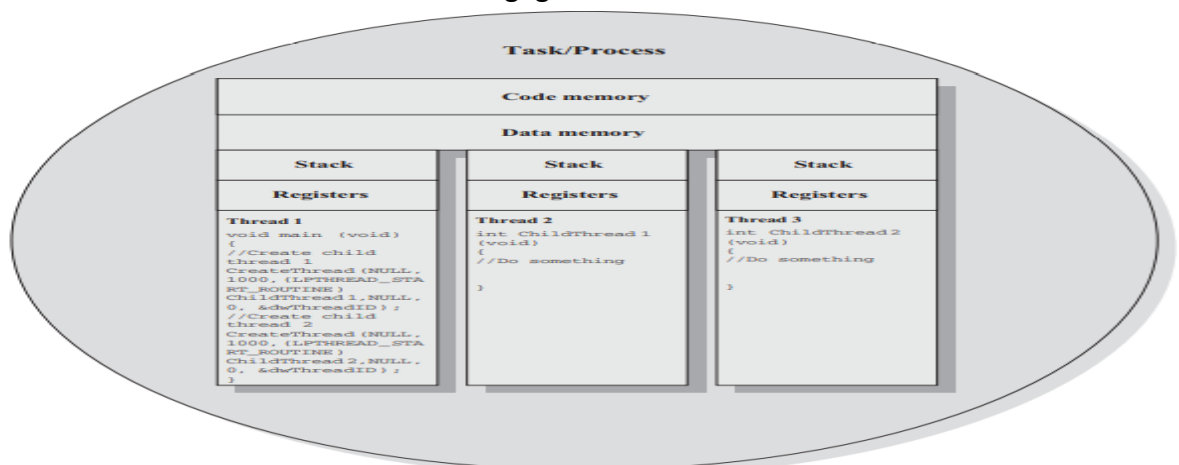 Task/Process
Code memory
Data memory
Stack
Registers
Thread 1
void main (void)
{
//Create child
thread 1
CreateThread(NULL,
1000,(LPTHREAD_STA
RT_ROUTINE)
ChildThread1,NULL,
0, &dwThreadID);
//Create child
thread 2
CreateThread(NULL,
1000,(LPTHREAD_STA
RT_ROUTINE)
ChildThread2,NULL,
0, &dwThreadID);
}
Stack
Registers
Thread 2
int ChildThread1
(void)
{
//Do something
}
Stack
Registers
Thread 3
int ChildThread2
(void)
{
//Do something
}